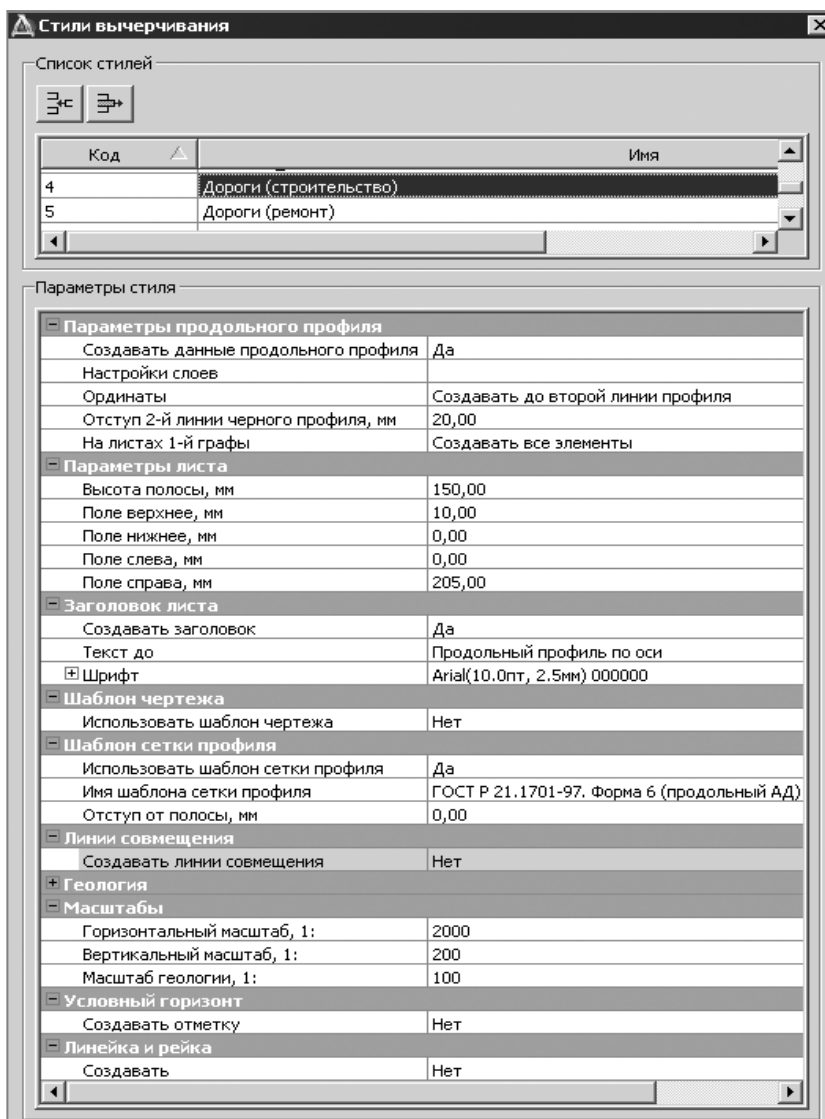 Стили вычерчивания
Список стилей
Код Имя
4 Дороги (строительство)
5 Дороги (ремонт)
Параметры стиля
Параметры продольного профиля
Создавать данные продольного профиля Да
Настройки слоев
Ординаты Создавать до второй линии профиля
Отступ 2-й линии черного профиля, мм 20,00
На листах 1-й графы Создавать все элементы
Параметры листа
Высота полосы, мм 150,00
Поле верхнее, мм 10,00
Поле нижнее, мм 0,00
Поле слева, мм 0,00
Поле справа, мм 205,00
Заголовок листа
Создавать заголовок Да
Текст до Продольный профиль по оси
Шрифт Arial(10.0пт, 2.5мм) 000000
Шаблон чертежа
Использовать шаблон чертежа Нет
Шаблон сетки профиля
Использовать шаблон сетки профиля Да
Имя шаблона сетки профиля ГОСТ Р 21.1701-97. Форма 6 (продольный АД)
Отступ от полосы, мм 0,00
Линии совмещения
Создавать линии совмещения Нет
Геология
Масштабы
Горизонтальный масштаб, 1: 2000
Вертикальный масштаб, 1: 200
Масштаб геологии, 1: 100
Условный горизонт
Создавать отметку Нет
Линейка и рейка
Создавать Нет